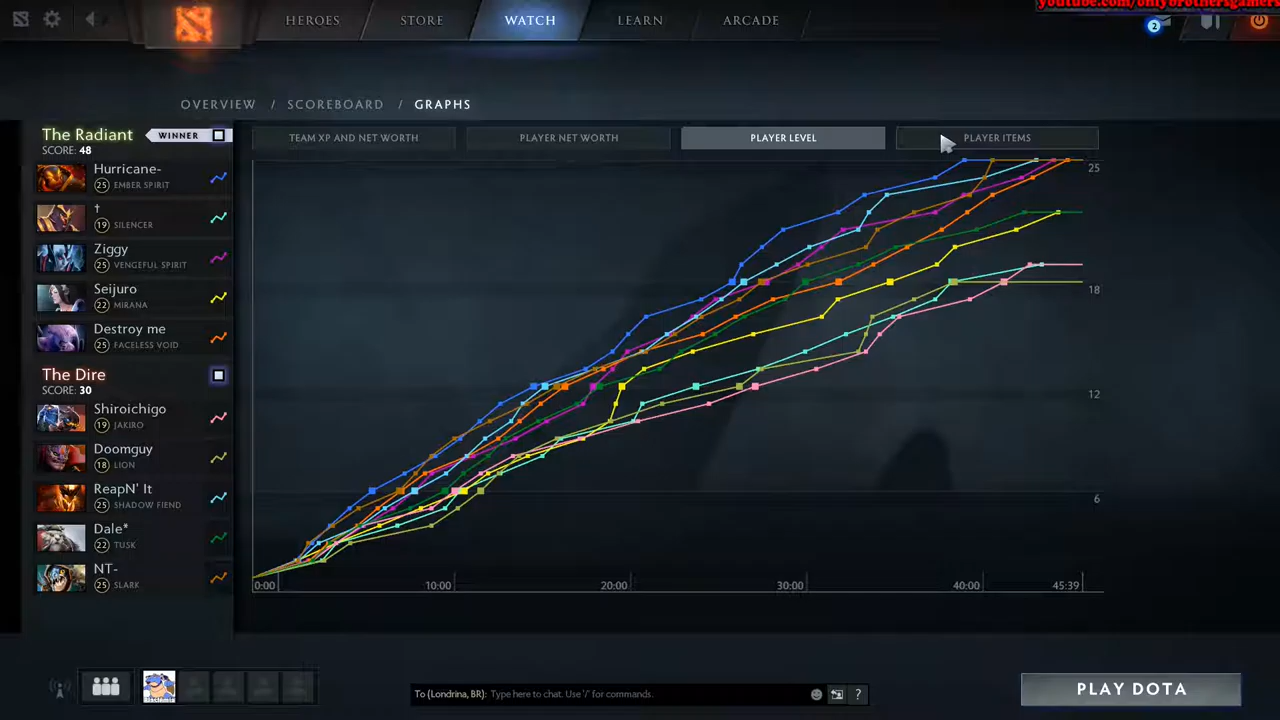 youtube.com/onlybrothersgamers
HEROES STORE WATCH LEARN ARCADE
2
OVERVIEW / SCOREBOARD / GRAPHS
The Radiant WINNER
SCORE: 48
Hurricane-
25 EMBER SPIRIT
†
19 SILENCER
Ziggy
25 VENGEFUL SPIRIT
Seijuro
22 MIRANA
Destroy me
25 FACELESS VOID
The Dire
SCORE: 30
Shiroichigo
19 JAKIRO
Doomguy
18 LION
ReapN' It
25 SHADOW FIEND
Dale*
22 TUSK
NT-
25 SLARK
TEAM XP AND NET WORTH PLAYER NET WORTH PLAYER LEVEL PLAYER ITEMS
25
18
12
6
0:00 10:00 20:00 30:00 40:00 45:39
To (Londrina, BR): Type here to chat. Use '/' for commands.
?
PLAY DOTA